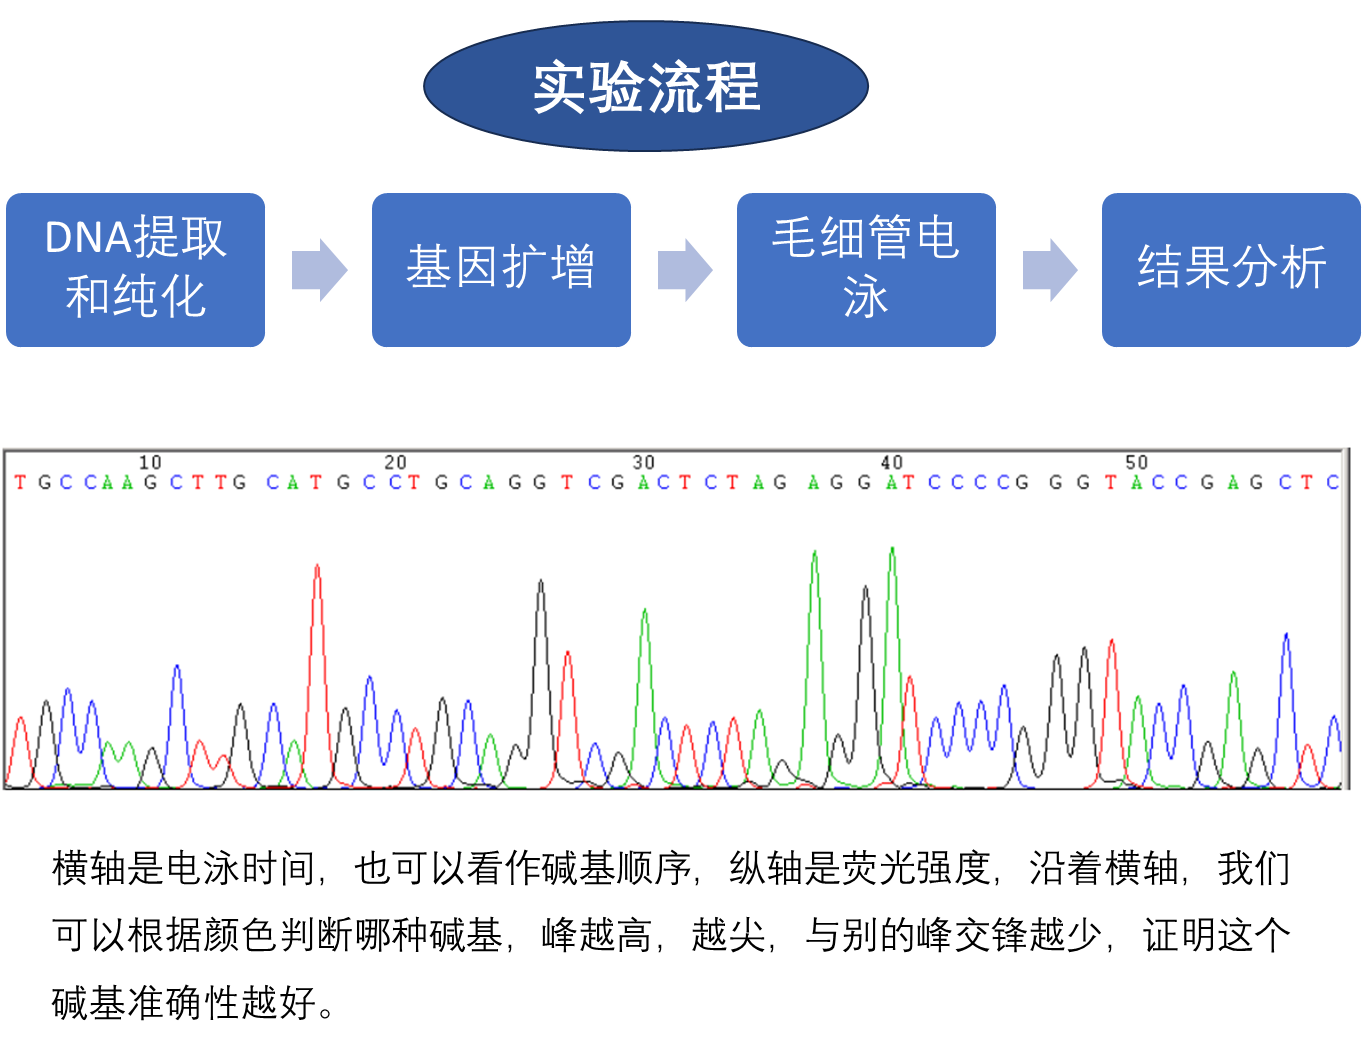 实验流程
DNA提取
和纯化
基因扩增
毛细管电
泳
结果分析
10 20 30 40 50
T G C C A A G C T T G C A T G C C T G C A G G T C G A C T C T A G A G G A T C C C C G G G T A C C G A G C T C
横轴是电泳时间，也可以看作碱基顺序，纵轴是荧光强度，沿着横轴，我们
可以根据颜色判断哪种碱基，峰越高，越尖，与别的峰交锋越少，证明这个
碱基准确性越好。